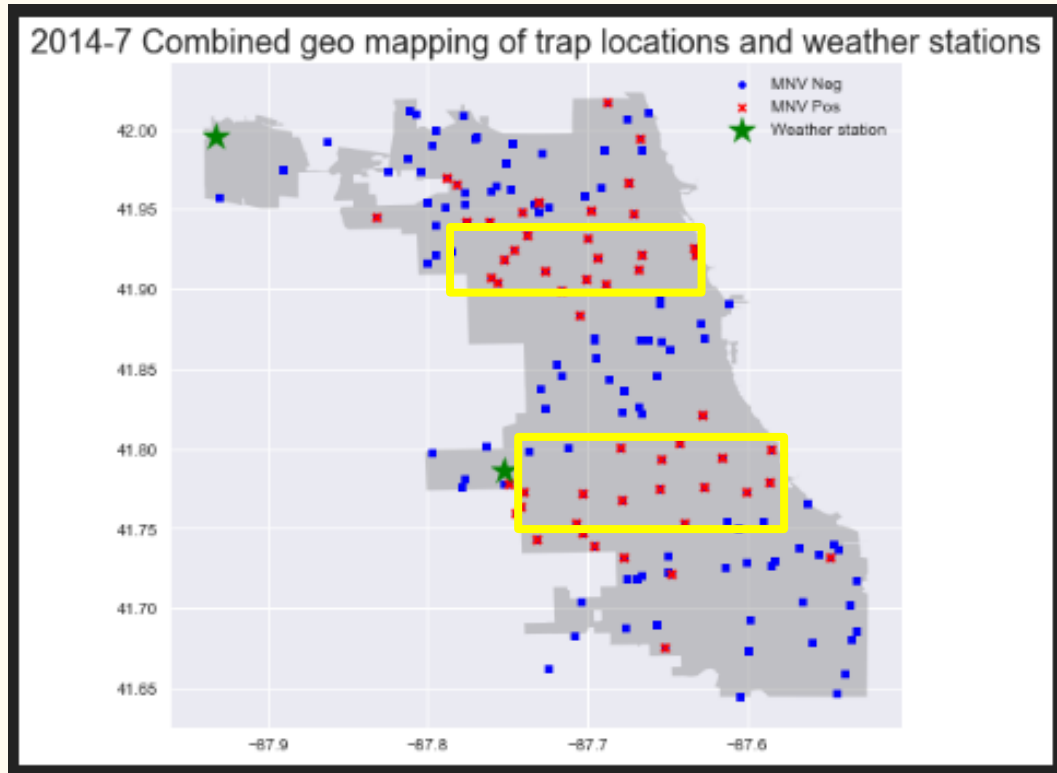 2014-7 Combined geo mapping of trap locations and weather stations
MNV Neg
MNV Pos
Weather station
42.00
41.95
41.90
41.85
41.80
41.75
41.70
41.65
−87.9 −87.8 −87.7 −87.6